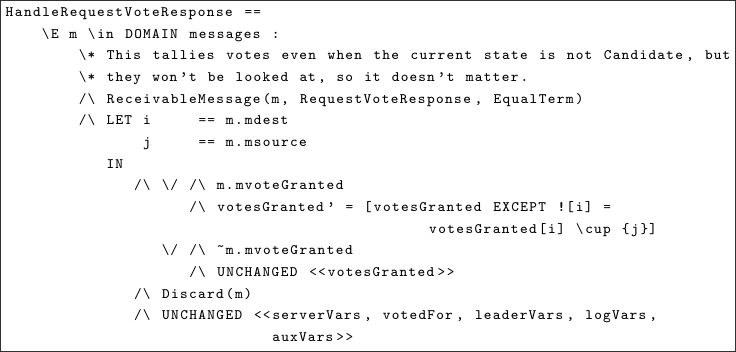 HandleRequestVoteResponse ==
    \E m \in DOMAIN messages :
        \* This tallies votes even when the current state is not Candidate, but
        \* they won't be looked at, so it doesn't matter.
        /\ ReceivableMessage(m, RequestVoteResponse, EqualTerm)
        /\ LET i     == m.mdest
               j     == m.msource
           IN
              /\ \/ /\ m.mvoteGranted
                    /\ votesGranted' = [votesGranted EXCEPT ![i] =
                                              votesGranted[i] \cup {j}]
                 \/ /\ ~m.mvoteGranted
                    /\ UNCHANGED <<votesGranted>>
              /\ Discard(m)
              /\ UNCHANGED <<serverVars, votedFor, leaderVars, logVars,
                             auxVars>>